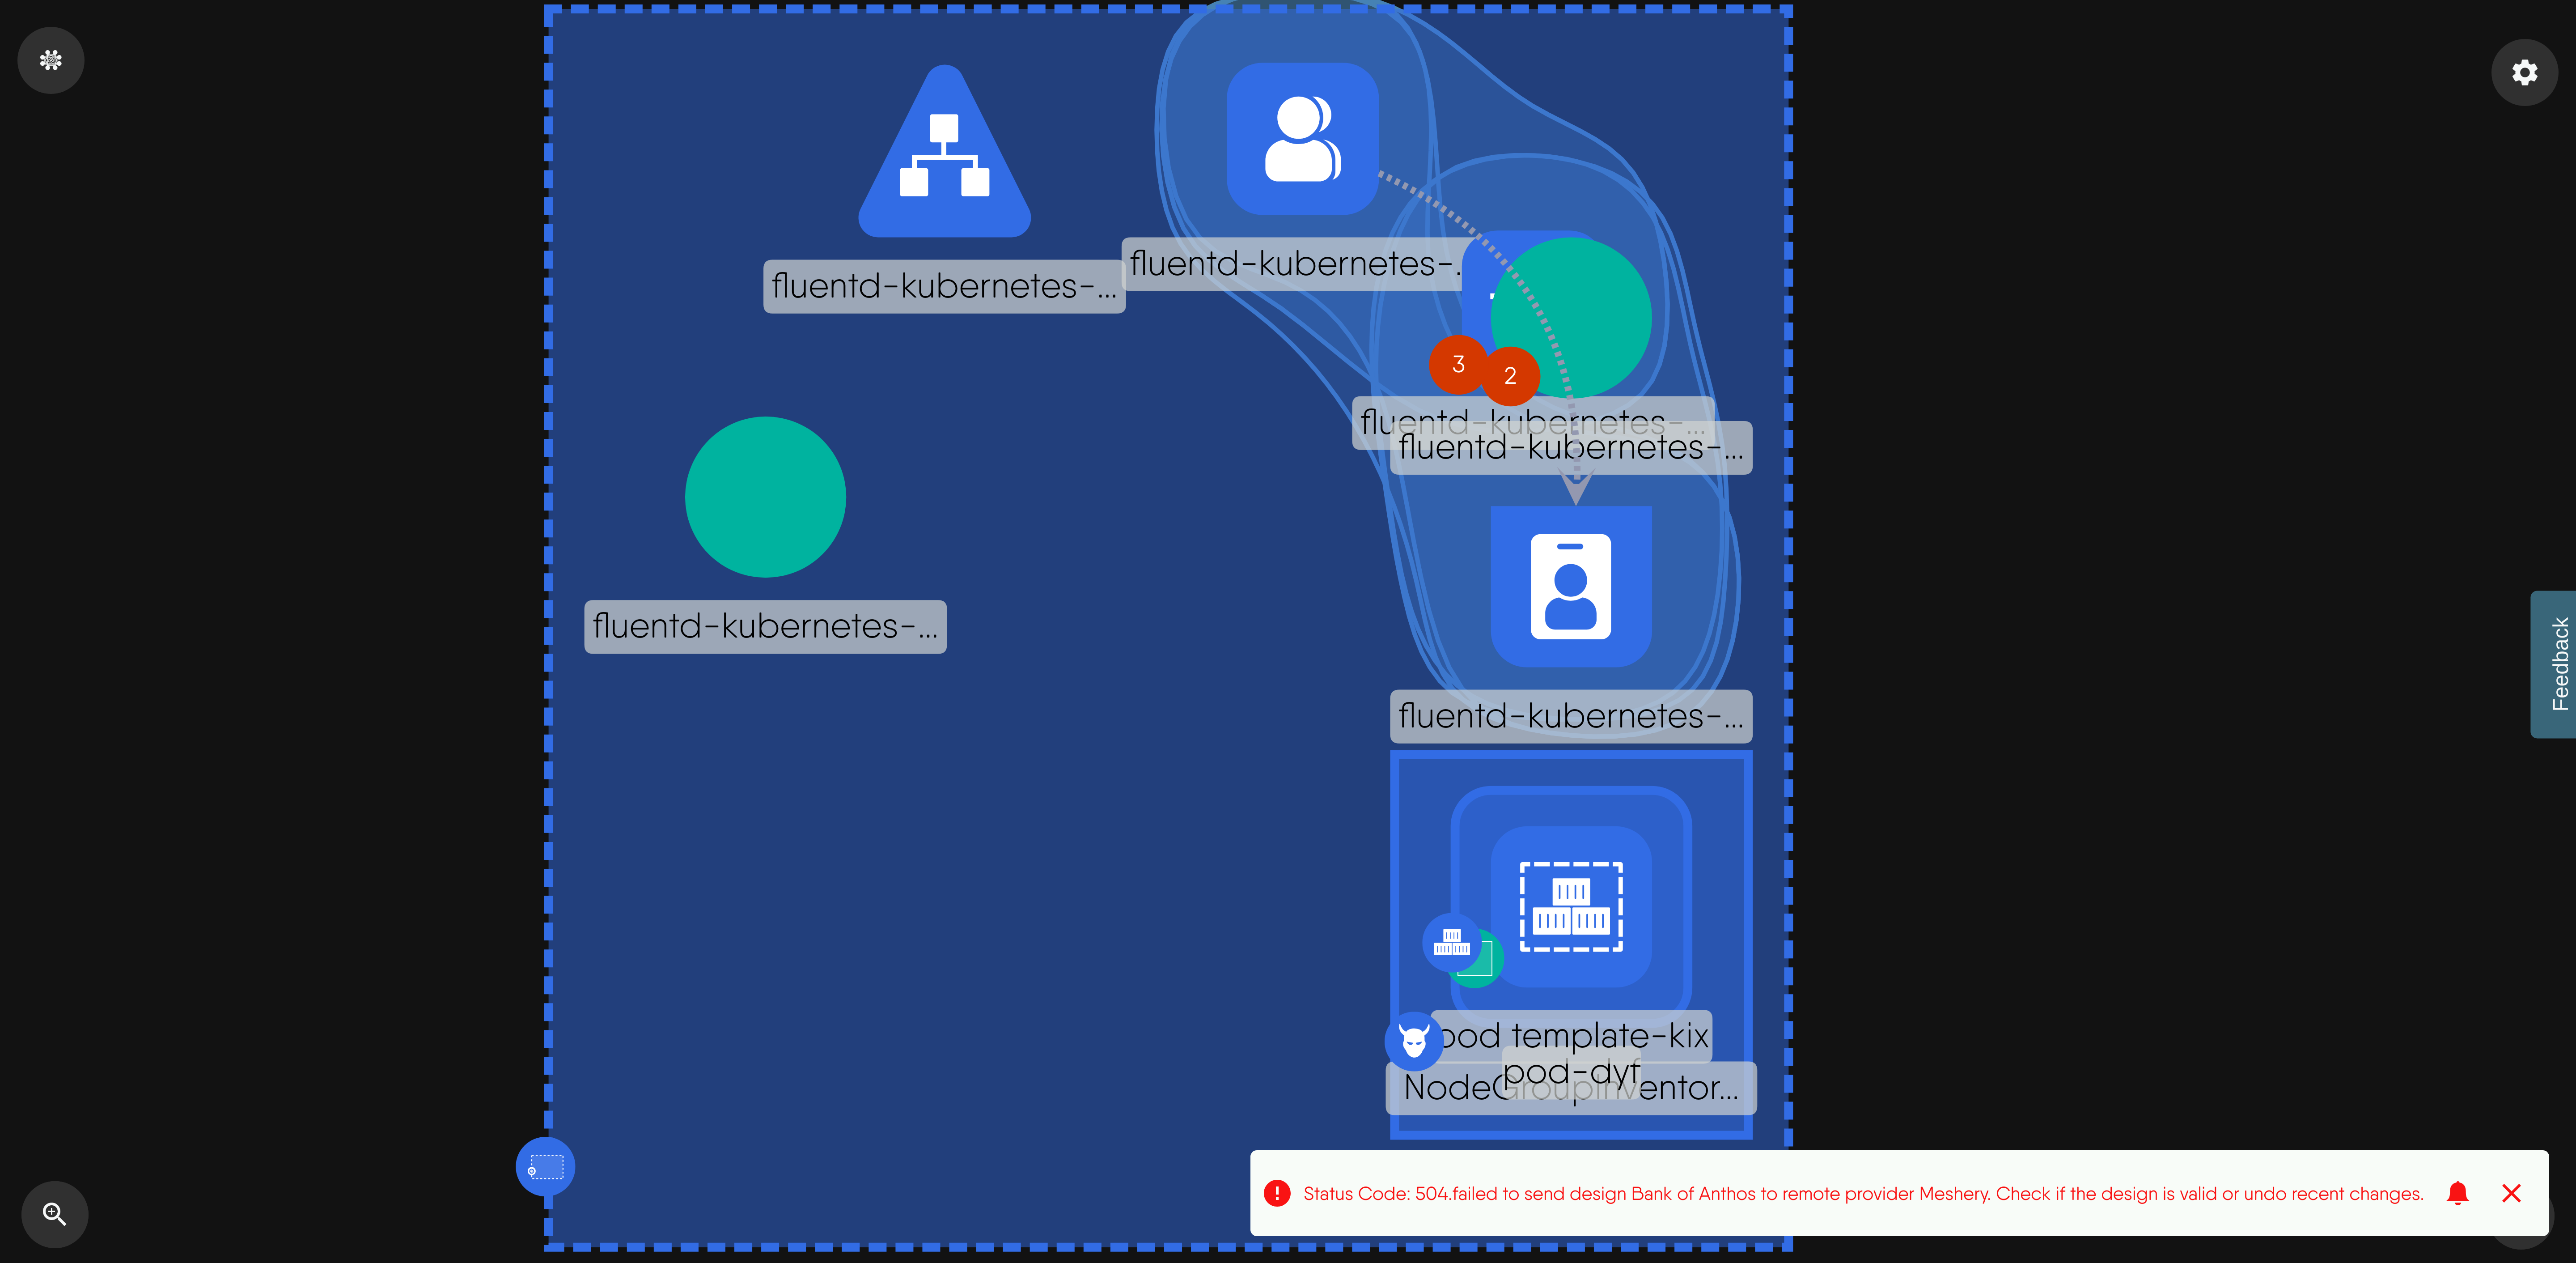 fluentd-kubernetes-...
fluentd-kubernetes-.
3
2
fluentd-kubernetes-...
fluentd-kubernetes-...
fluentd-kubernetes-...
fluentd-kubernetes-...
Feedback
template-kix
pod-dyf
Status Code: 504.failed to send design Bank of Anthos to remote provider Meshery. Check if the design is valid or undo recent changes.